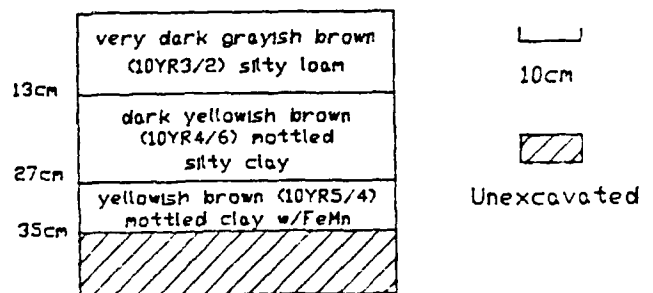 very dark grayish brown
(10YR3/2) silty loam
13cm
dark yellowish brown
(10YR4/6) mottled
silty clay
27cm
yellowish brown (10YR5/4)
mottled clay w/FeMn
35cm
10cm
Unexcavated